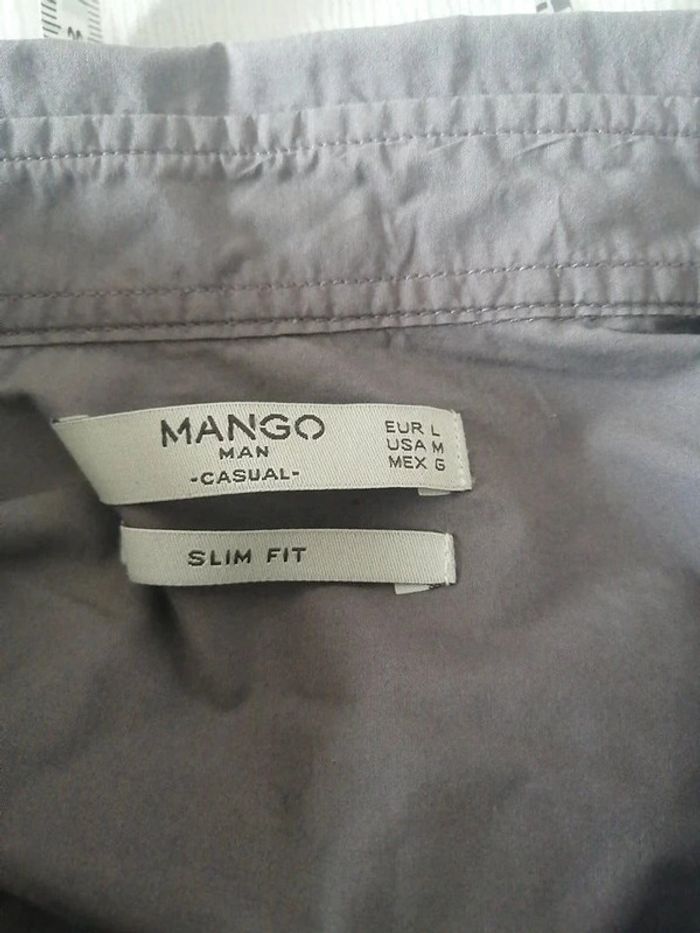 MANGO
MAN
-CASUAL-
EUR L
USA M
MEX G
SLIM FIT